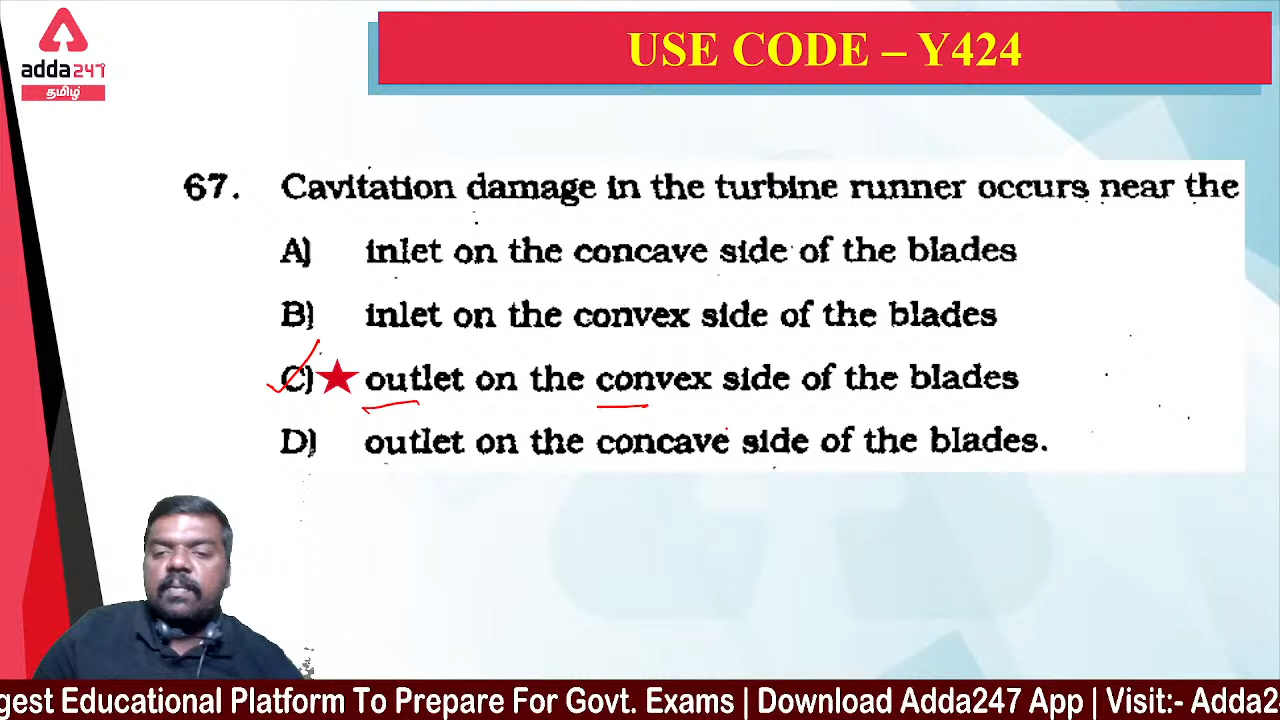 USE CODE – Y424
adda247
தமிழ்
67. Cavitation damage in the turbine runner occurs near the
A) inlet on the concave side of the blades
B) inlet on the convex side of the blades
C) outlet on the convex side of the blades
D) outlet on the concave side of the blades.
gest Educational Platform To Prepare For Govt. Exams | Download Adda247 App | Visit:- Adda2